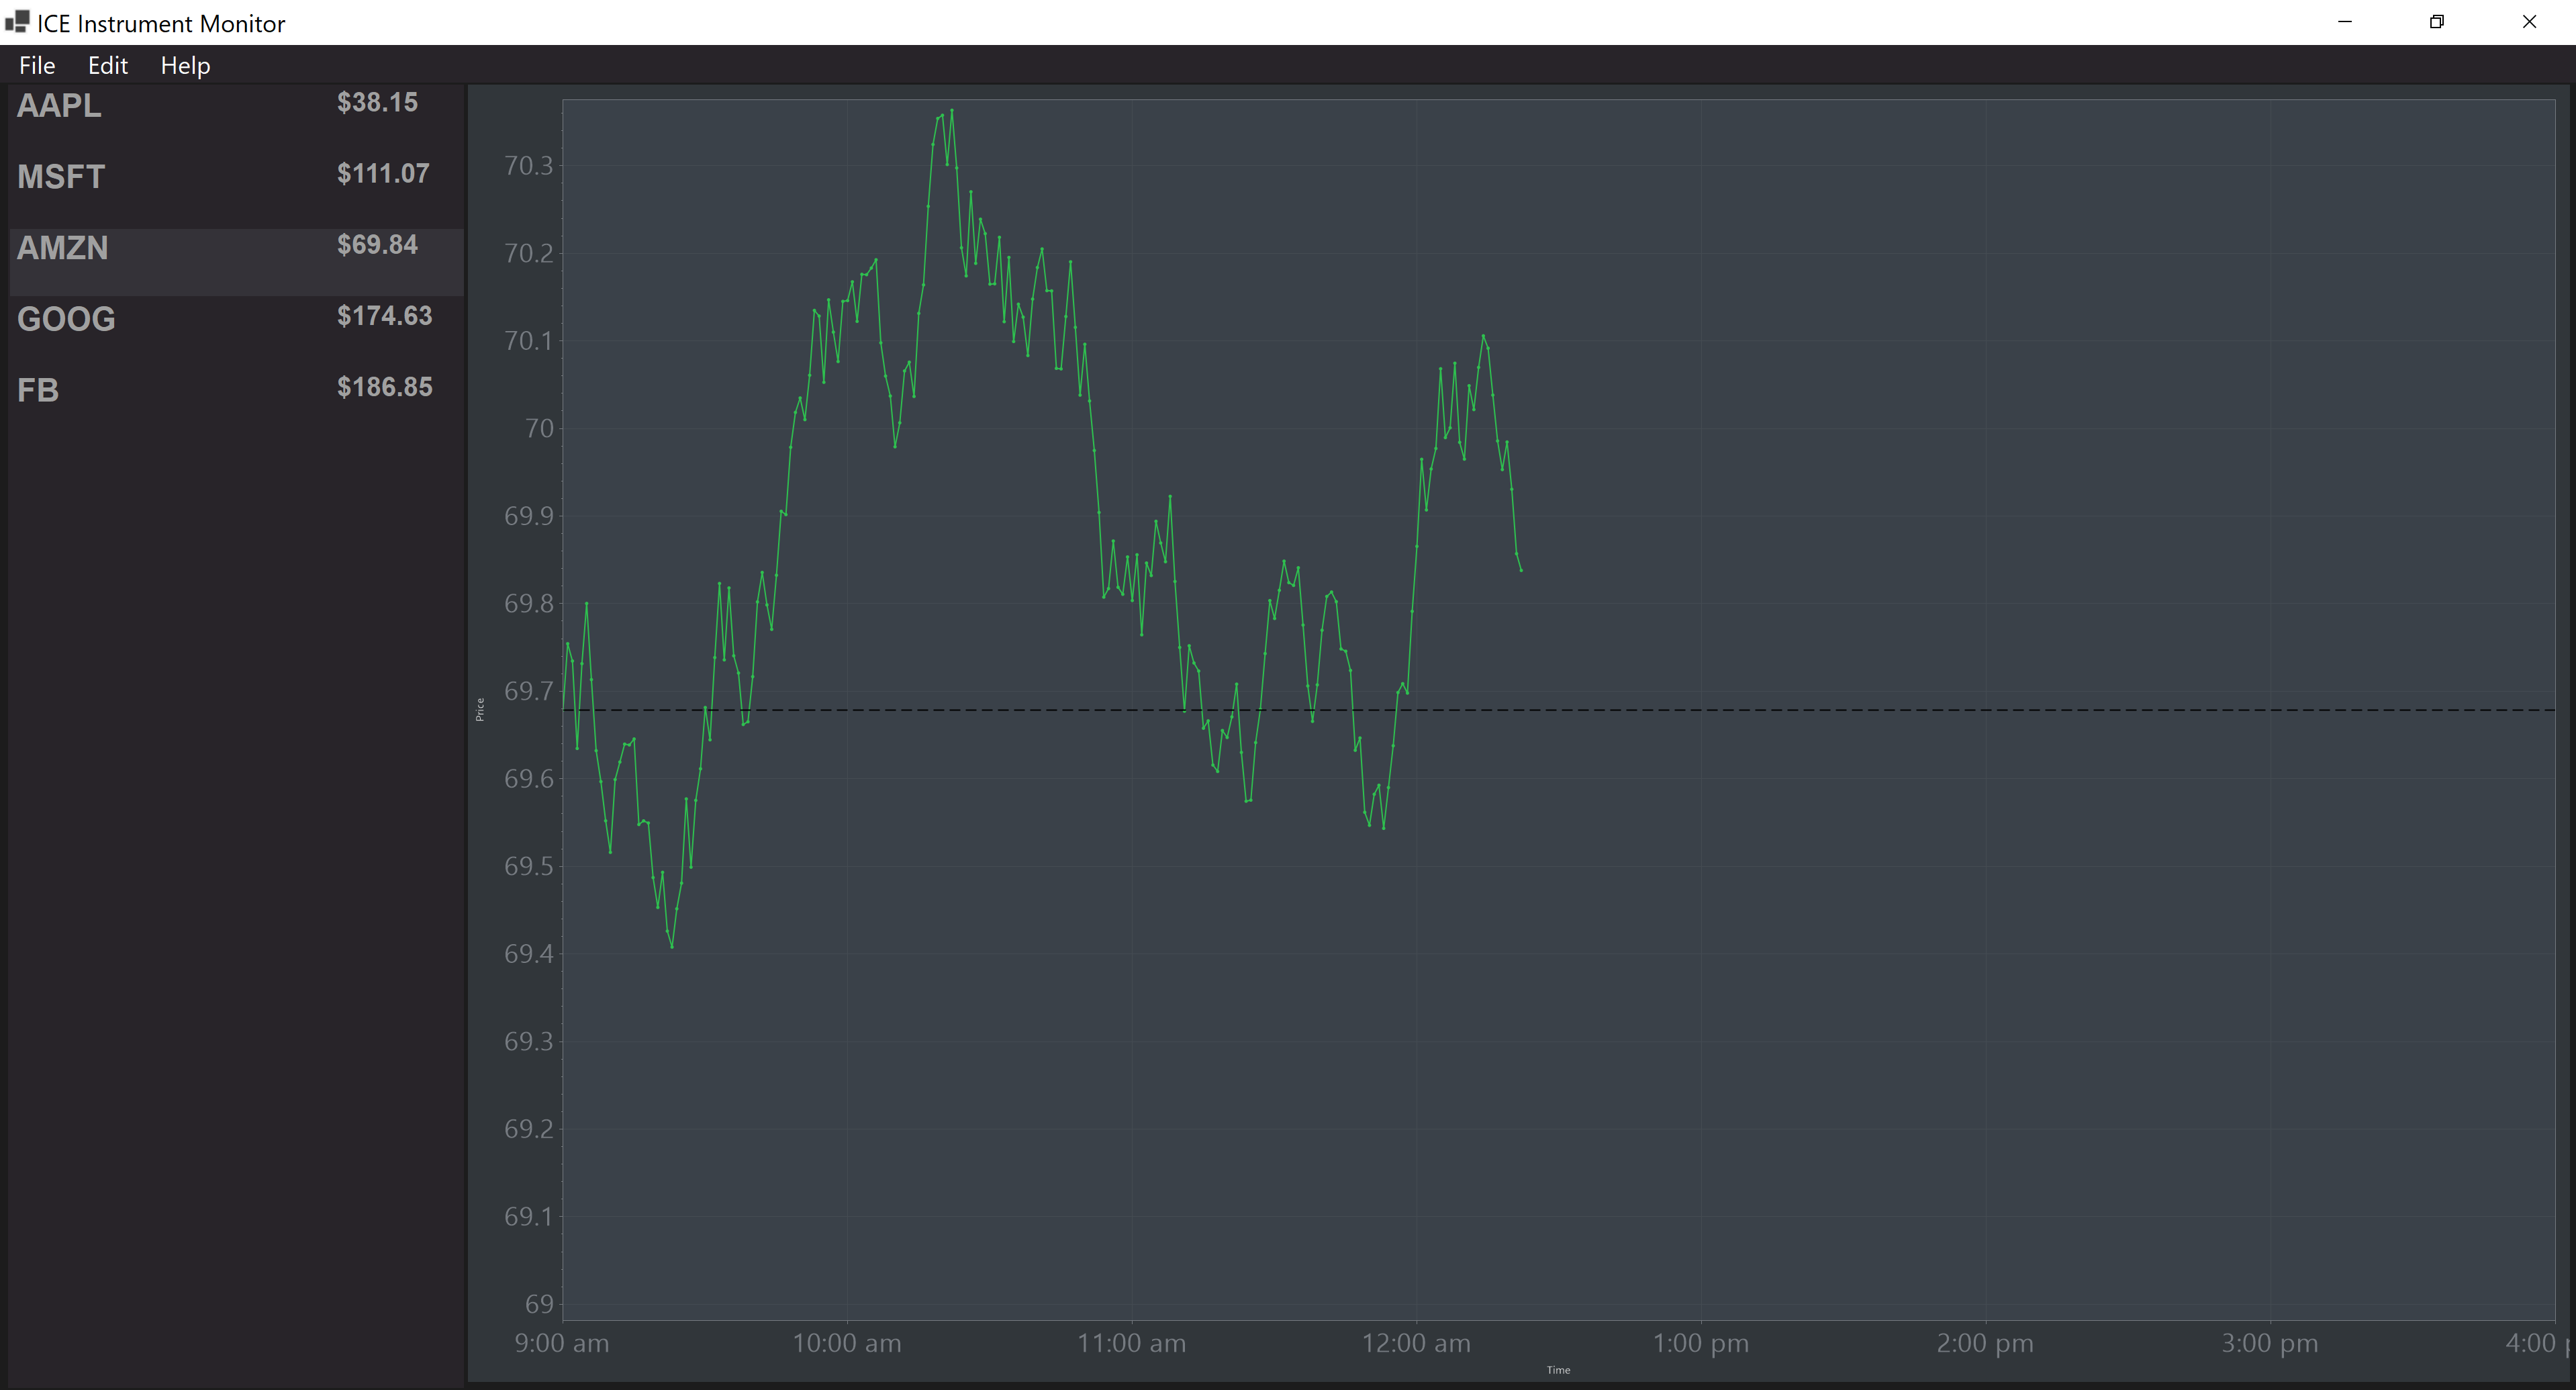 ICE Instrument Monitor
File Edit Help
AAPL $38.15
MSFT $111.07
AMZN $69.84
GOOG $174.63
FB $186.85
Price
70.3
70.2
70.1
70
69.9
69.8
69.7
69.6
69.5
69.4
69.3
69.2
69.1
69
9:00 am 10:00 am 11:00 am 12:00 am 1:00 pm 2:00 pm 3:00 pm 4:00
Time